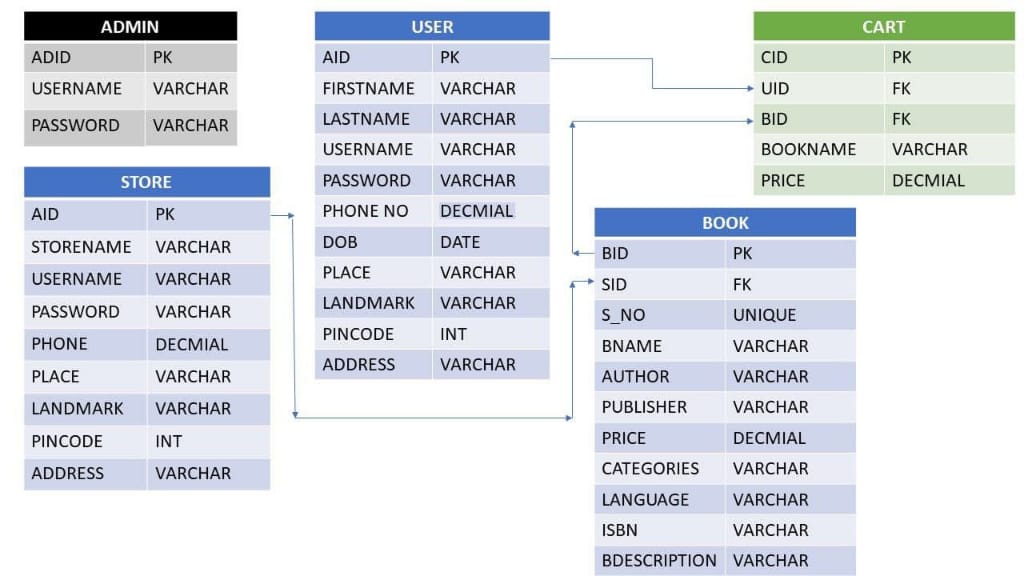 ADMIN
ADID PK
USERNAME VARCHAR
PASSWORD VARCHAR
STORE
AID PK
STORENAME VARCHAR
USERNAME VARCHAR
PASSWORD VARCHAR
PHONE DECMIAL
PLACE VARCHAR
LANDMARK VARCHAR
PINCODE INT
ADDRESS VARCHAR
USER
AID PK
FIRSTNAME VARCHAR
LASTNAME VARCHAR
USERNAME VARCHAR
PASSWORD VARCHAR
PHONE NO DECMIAL
DOB DATE
PLACE VARCHAR
LANDMARK VARCHAR
PINCODE INT
ADDRESS VARCHAR
CART
CID PK
UID FK
BID FK
BOOKNAME VARCHAR
PRICE DECMIAL
BOOK
BID PK
SID FK
S_NO UNIQUE
BNAME VARCHAR
AUTHOR VARCHAR
PUBLISHER VARCHAR
PRICE DECMIAL
CATEGORIES VARCHAR
LANGUAGE VARCHAR
ISBN VARCHAR
BDESCRIPTION VARCHAR